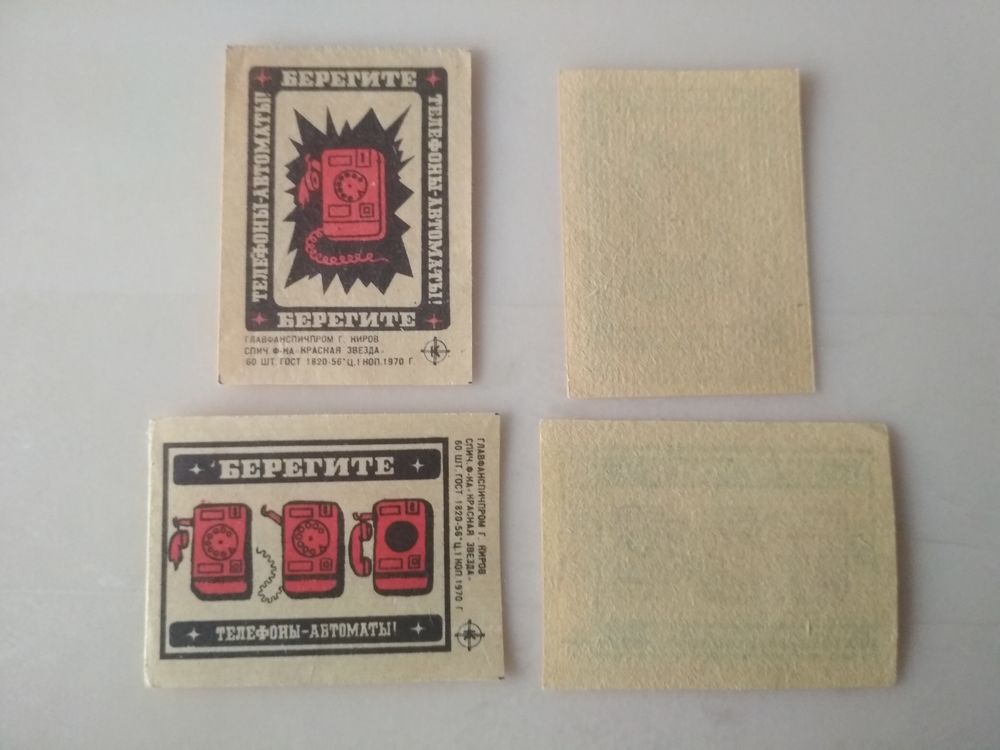 БЕРЕГИТЕ
ТЕЛЕФОНЫ-АВТОМАТЫ!
ТЕЛЕФОНЫ-АВТОМАТЫ!
БЕРЕГИТЕ
ГЛАВФАНСПИЧПРОМ Г. КИРОВ
СПИЧ. Ф-КА «КРАСНАЯ ЗВЕЗДА»
60 ШТ. ГОСТ 1820-56* Ц. 1 КОП. 1970 Г.
БЕРЕГИТЕ
ТЕЛЕФОНЫ-АВТОМАТЫ!
ГЛАВФАНСПИЧПРОМ Г. КИРОВ
СПИЧ. Ф-КА «КРАСНАЯ ЗВЕЗДА»
60 ШТ. ГОСТ 1820-56* Ц. 1 КОП. 1970 Г.